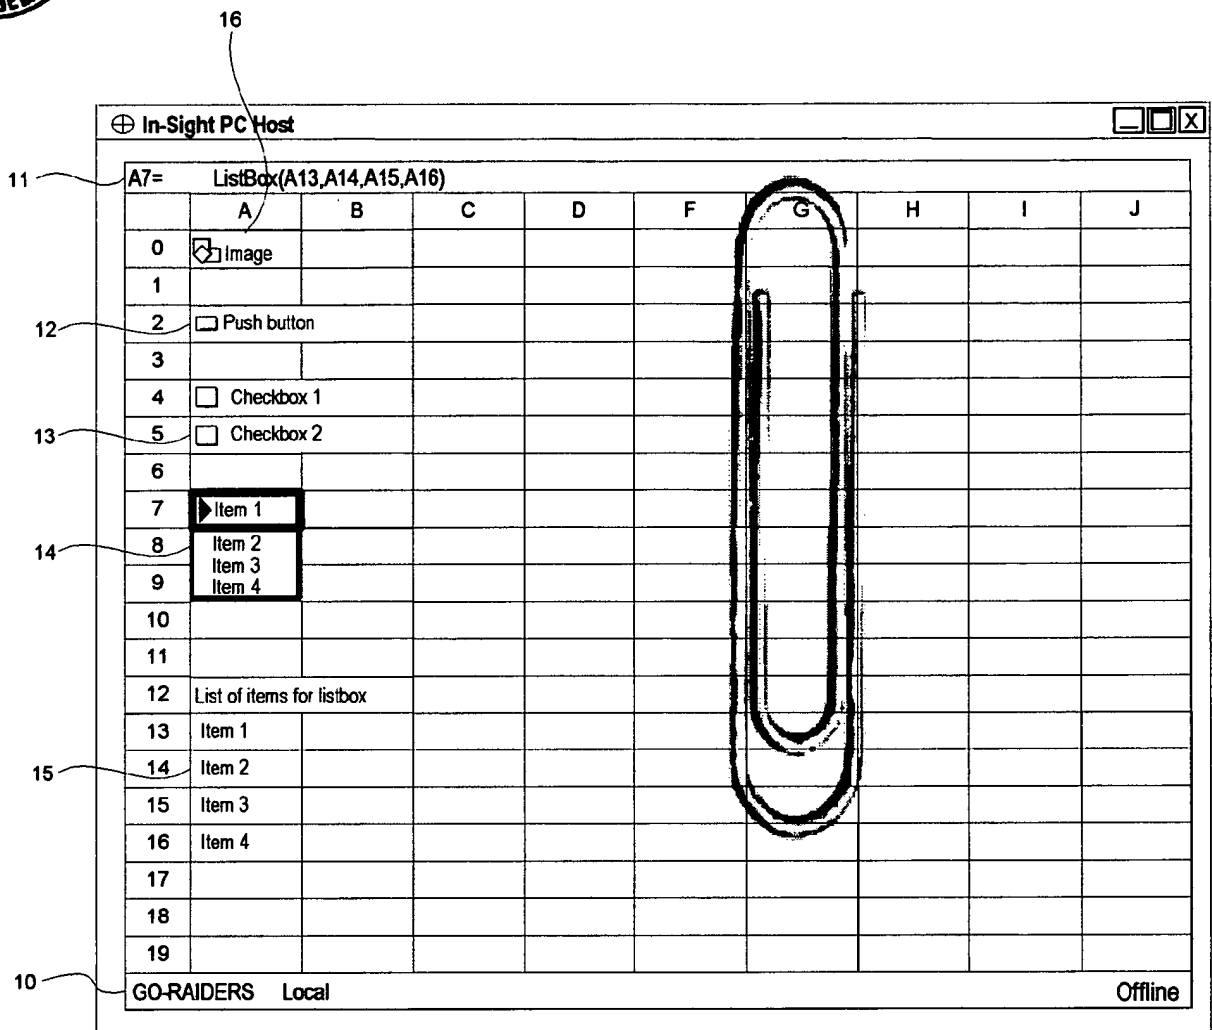 16
In-Sight PC Host
X
11
A7= ListBox(A13,A14,A15,A16)
A B C D E F G H I J
0 Image
1
12
2 Push button
3
4 Checkbox 1
13
5 Checkbox 2
6
7 Item 1
14
8 Item 2
Item 3
9 Item 4
10
11
12 List of items for listbox
13 Item 1
15
14 Item 2
15 Item 3
16 Item 4
17
18
19
10
GO-RAIDERS Local Offline